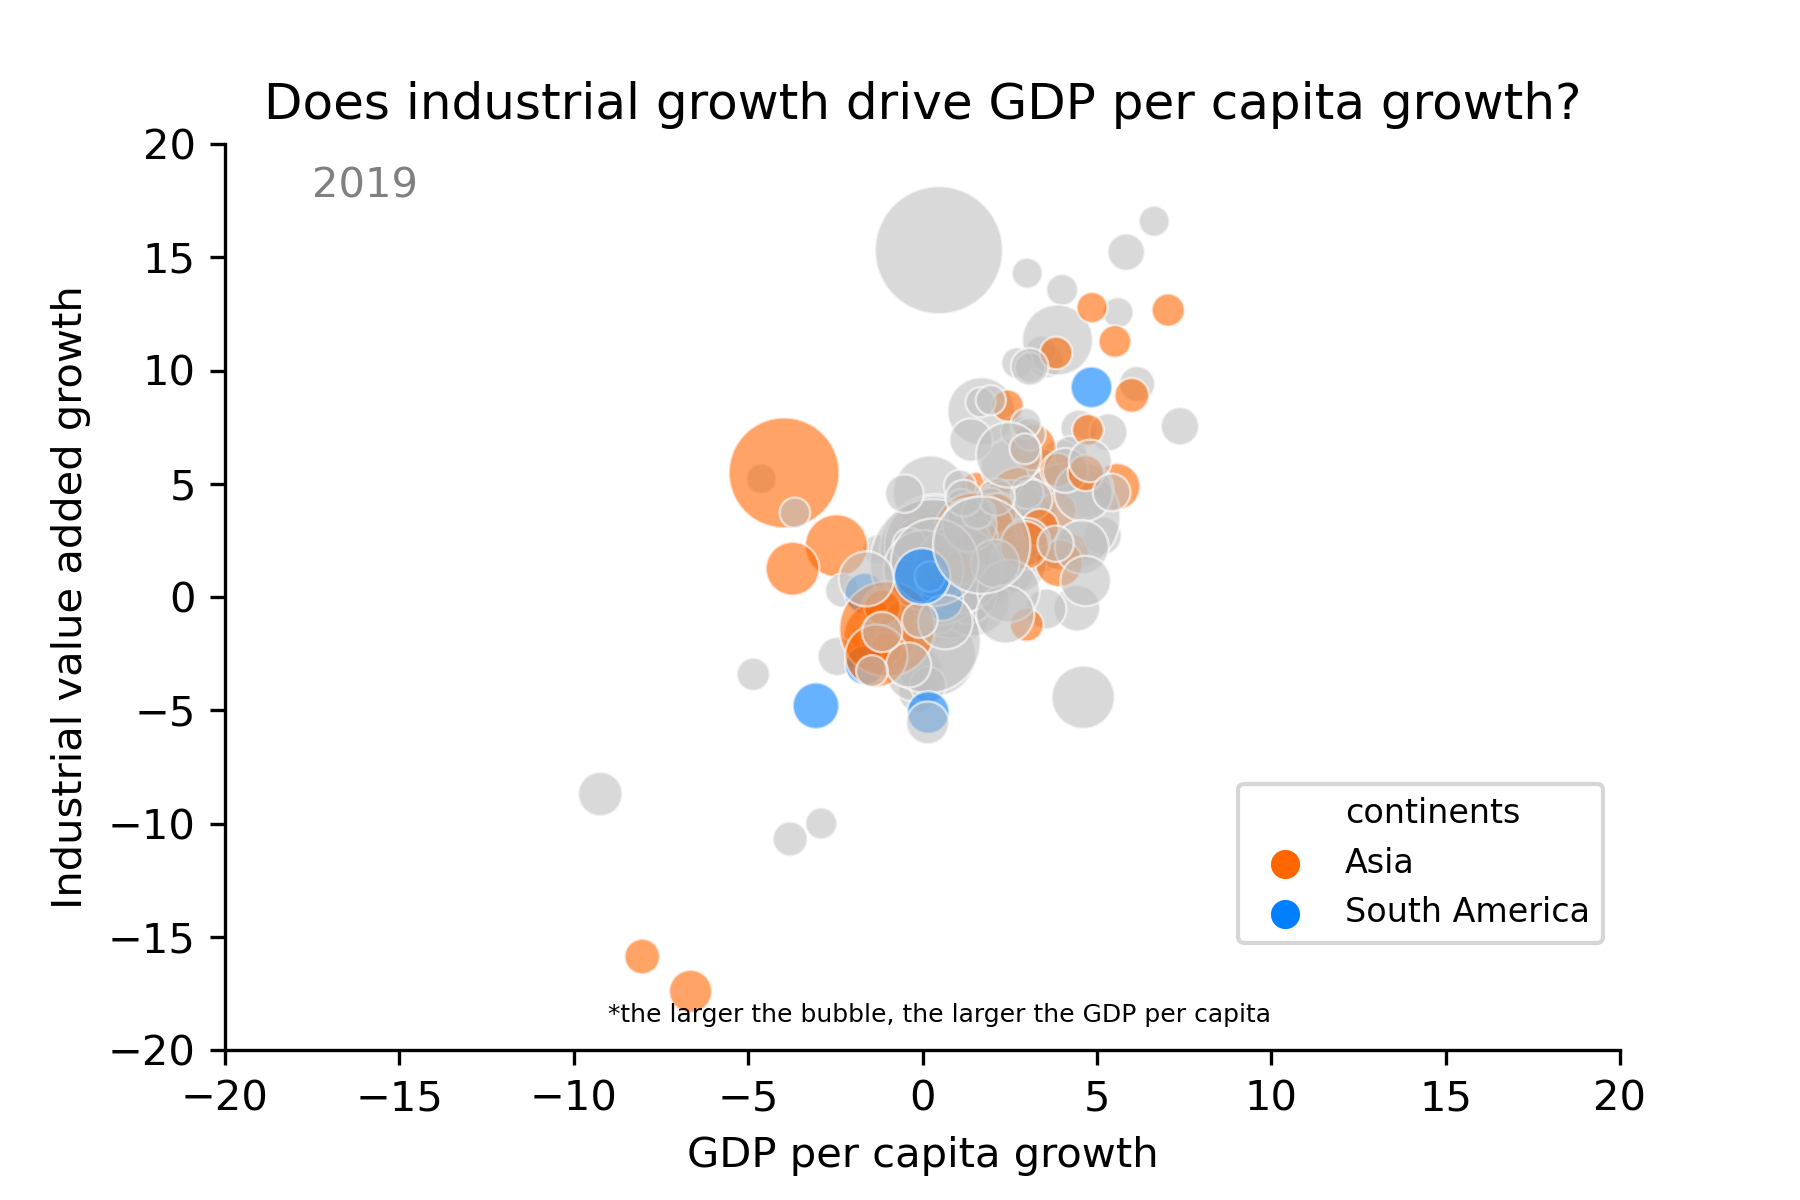 Does industrial growth drive GDP per capita growth?
2019
Industrial value added growth
20
15
10
5
0
−5
−10
−15
−20
continents
Asia
South America
*the larger the bubble, the larger the GDP per capita
−20 −15 −10 −5 0 5 10 15 20
GDP per capita growth